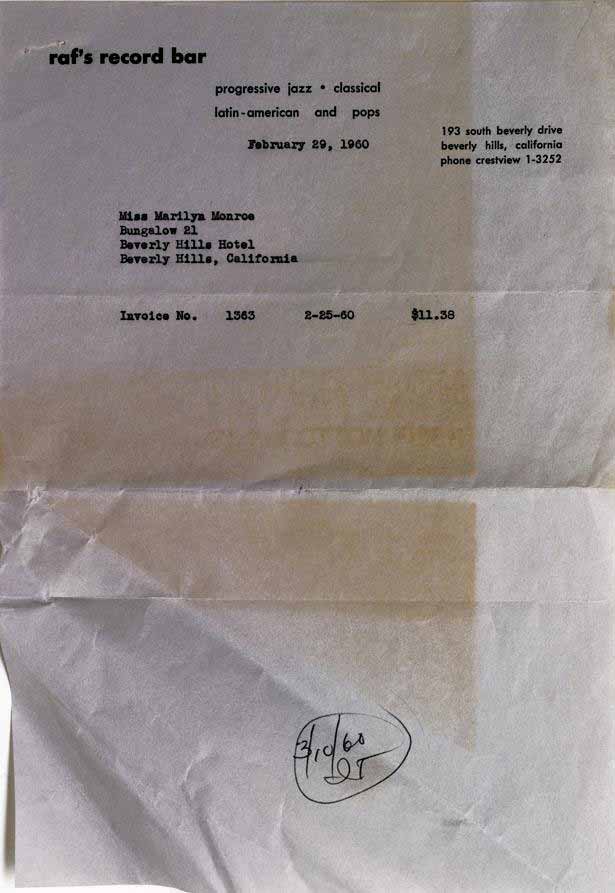 raf's record bar
progressive jazz • classical
latin-american and pops
193 south beverly drive
beverly hills, california
phone crestview 1-3252
February 29, 1960
Miss Marilyn Monroe
Bungalow 21
Beverly Hills Hotel
Beverly Hills, California
Invoice No. 1363 2-25-60 $11.38
3/10/60